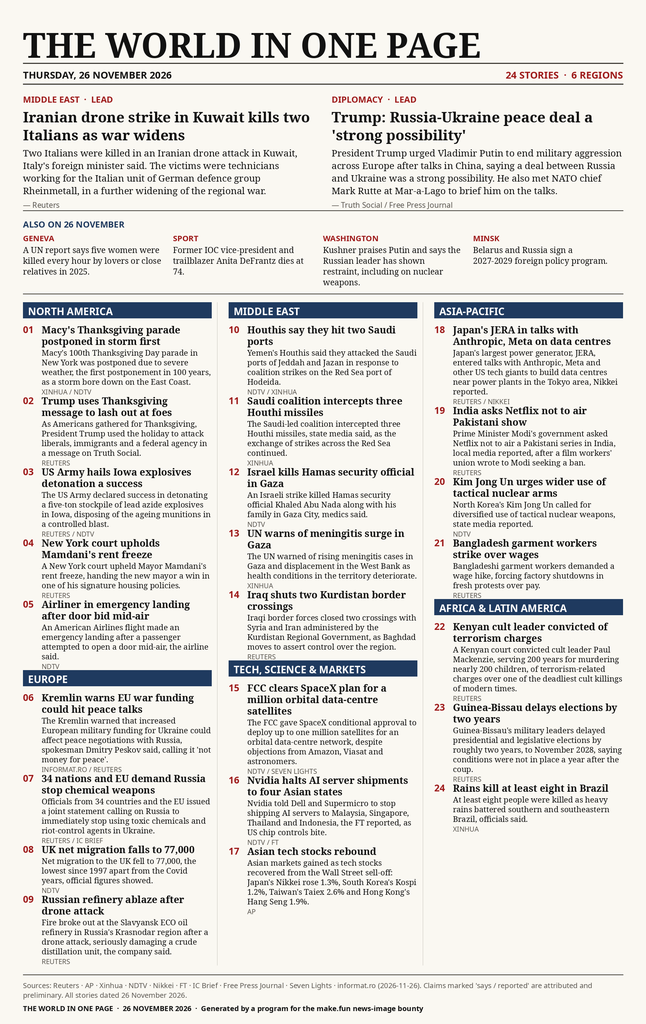 THE WORLD IN ONE PAGE
THURSDAY, 26 NOVEMBER 2026
24 STORIES · 6 REGIONS
MIDDLE EAST · LEAD
Iranian drone strike in Kuwait kills two
Italians as war widens
Two Italians were killed in an Iranian drone attack in Kuwait,
Italy's foreign minister said. The victims were technicians
working for the Italian unit of German defence group
Rheinmetall, in a further widening of the regional war.
— Reuters
DIPLOMACY · LEAD
Trump: Russia-Ukraine peace deal a
'strong possibility'
President Trump urged Vladimir Putin to end military aggression
across Europe after talks in China, saying a deal between Russia
and Ukraine was a strong possibility. He also met NATO chief
Mark Rutte at Mar-a-Lago to brief him on the talks.
— Truth Social / Free Press Journal
ALSO ON 26 NOVEMBER
GENEVA
A UN report says five women were
killed every hour by lovers or close
relatives in 2025.
SPORT
Former IOC vice-president and
trailblazer Anita DeFrantz dies at
74.
WASHINGTON
Kushner praises Putin and says the
Russian leader has shown
restraint, including on nuclear
weapons.
MINSK
Belarus and Russia sign a
2027-2029 foreign policy program.
NORTH AMERICA
01 Macy's Thanksgiving parade
postponed in storm first
Macy's 100th Thanksgiving Day parade in
New York was postponed due to severe
weather, the first postponement in 100 years,
as a storm bore down on the East Coast.
XINHUA / NDTV
02 Trump uses Thanksgiving
message to lash out at foes
As Americans gathered for Thanksgiving,
President Trump used the holiday to attack
liberals, immigrants and a federal agency in
a message on Truth Social.
REUTERS
03 US Army hails Iowa explosives
detonation a success
The US Army declared success in detonating
a five-ton stockpile of lead azide explosives
in Iowa, disposing of the ageing munitions in
a controlled blast.
REUTERS / NDTV
04 New York court upholds
Mamdani's rent freeze
A New York court upheld Mayor Mamdani's
rent freeze, handing the new mayor a win in
one of his signature housing policies.
REUTERS
05 Airliner in emergency landing
after door bid mid-air
An American Airlines flight made an
emergency landing after a passenger
attempted to open a door mid-air, the airline
said.
NDTV
EUROPE
06 Kremlin warns EU war funding
could hit peace talks
The Kremlin warned that increased
European military funding for Ukraine could
affect peace negotiations with Russia,
spokesman Dmitry Peskov said, calling it 'not
money for peace'.
INFORMAT.RO / REUTERS
07 34 nations and EU demand Russia
stop chemical weapons
Officials from 34 countries and the EU issued
a joint statement calling on Russia to
immediately stop using toxic chemicals and
riot-control agents in Ukraine.
REUTERS / IC BRIEF
08 UK net migration falls to 77,000
Net migration to the UK fell to 77,000, the
lowest since 1997 apart from the Covid
years, official figures showed.
NDTV
09 Russian refinery ablaze after
drone attack
Fire broke out at the Slavyansk ECO oil
refinery in Russia's Krasnodar region after a
drone attack, seriously damaging a crude
distillation unit, the company said.
REUTERS
MIDDLE EAST
10 Houthis say they hit two Saudi
ports
Yemen's Houthis said they attacked the Saudi
ports of Jeddah and Jazan in response to
coalition strikes on the Red Sea port of
Hodeida.
NDTV / XINHUA
11 Saudi coalition intercepts three
Houthi missiles
The Saudi-led coalition intercepted three
Houthi missiles, state media said, as the
exchange of strikes across the Red Sea
continued.
XINHUA
12 Israel kills Hamas security official
in Gaza
An Israeli strike killed Hamas security
official Khaled Abu Nada along with his
family in Gaza City, medics said.
NDTV
13 UN warns of meningitis surge in
Gaza
The UN warned of rising meningitis cases in
Gaza and displacement in the West Bank as
health conditions in the territory deteriorate.
XINHUA
14 Iraq shuts two Kurdistan border
crossings
Iraqi border forces closed two crossings with
Syria and Iran administered by the
Kurdistan Regional Government, as Baghdad
moves to assert control over the region.
REUTERS
TECH, SCIENCE & MARKETS
15 FCC clears SpaceX plan for a
million orbital data-centre
satellites
The FCC gave SpaceX conditional approval to
deploy up to one million satellites for an
orbital data-centre network, despite
objections from Amazon, Viasat and
astronomers.
NDTV / SEVEN LIGHTS
16 Nvidia halts AI server shipments
to four Asian states
Nvidia told Dell and Supermicro to stop
shipping AI servers to Malaysia, Singapore,
Thailand and Indonesia, the FT reported, as
US chip controls bite.
NDTV / FT
17 Asian tech stocks rebound
Asian markets gained as tech stocks
recovered from the Wall Street sell-off:
Japan's Nikkei rose 1.3%, South Korea's Kospi
1.2%, Taiwan's Taiex 2.6% and Hong Kong's
Hang Seng 1.9%.
AP
ASIA-PACIFIC
18 Japan's JERA in talks with
Anthropic, Meta on data centres
Japan's largest power generator, JERA,
entered talks with Anthropic, Meta and
other US tech giants to build data centres
near power plants in the Tokyo area, Nikkei
reported.
REUTERS / NIKKEI
19 India asks Netflix not to air
Pakistani show
Prime Minister Modi's government asked
Netflix not to air a Pakistani series in India,
local media reported, after a film workers'
union wrote to Modi seeking a ban.
REUTERS
20 Kim Jong Un urges wider use of
tactical nuclear arms
North Korea's Kim Jong Un called for
diversified use of tactical nuclear weapons,
state media reported.
NDTV
21 Bangladesh garment workers
strike over wages
Bangladeshi garment workers demanded a
wage hike, forcing factory shutdowns in
fresh protests over pay.
REUTERS
AFRICA & LATIN AMERICA
22 Kenyan cult leader convicted of
terrorism charges
A Kenyan court convicted cult leader Paul
Mackenzie, serving 200 years for murdering
nearly 200 children, of terrorism-related
charges over one of the deadliest cult killings
of modern times.
REUTERS
23 Guinea-Bissau delays elections by
two years
Guinea-Bissau's military leaders delayed
presidential and legislative elections by
roughly two years, to November 2028, saying
conditions were not in place a year after the
coup.
REUTERS
24 Rains kill at least eight in Brazil
At least eight people were killed as heavy
rains battered southern and southeastern
Brazil, officials said.
XINHUA
Sources: Reuters · AP · Xinhua · NDTV · Nikkei · FT · IC Brief · Free Press Journal · Seven Lights · informat.ro (2026-11-26). Claims marked 'says / reported' are attributed and
preliminary. All stories dated 26 November 2026.
THE WORLD IN ONE PAGE · 26 NOVEMBER 2026 · Generated by a program for the make.fun news-image bounty